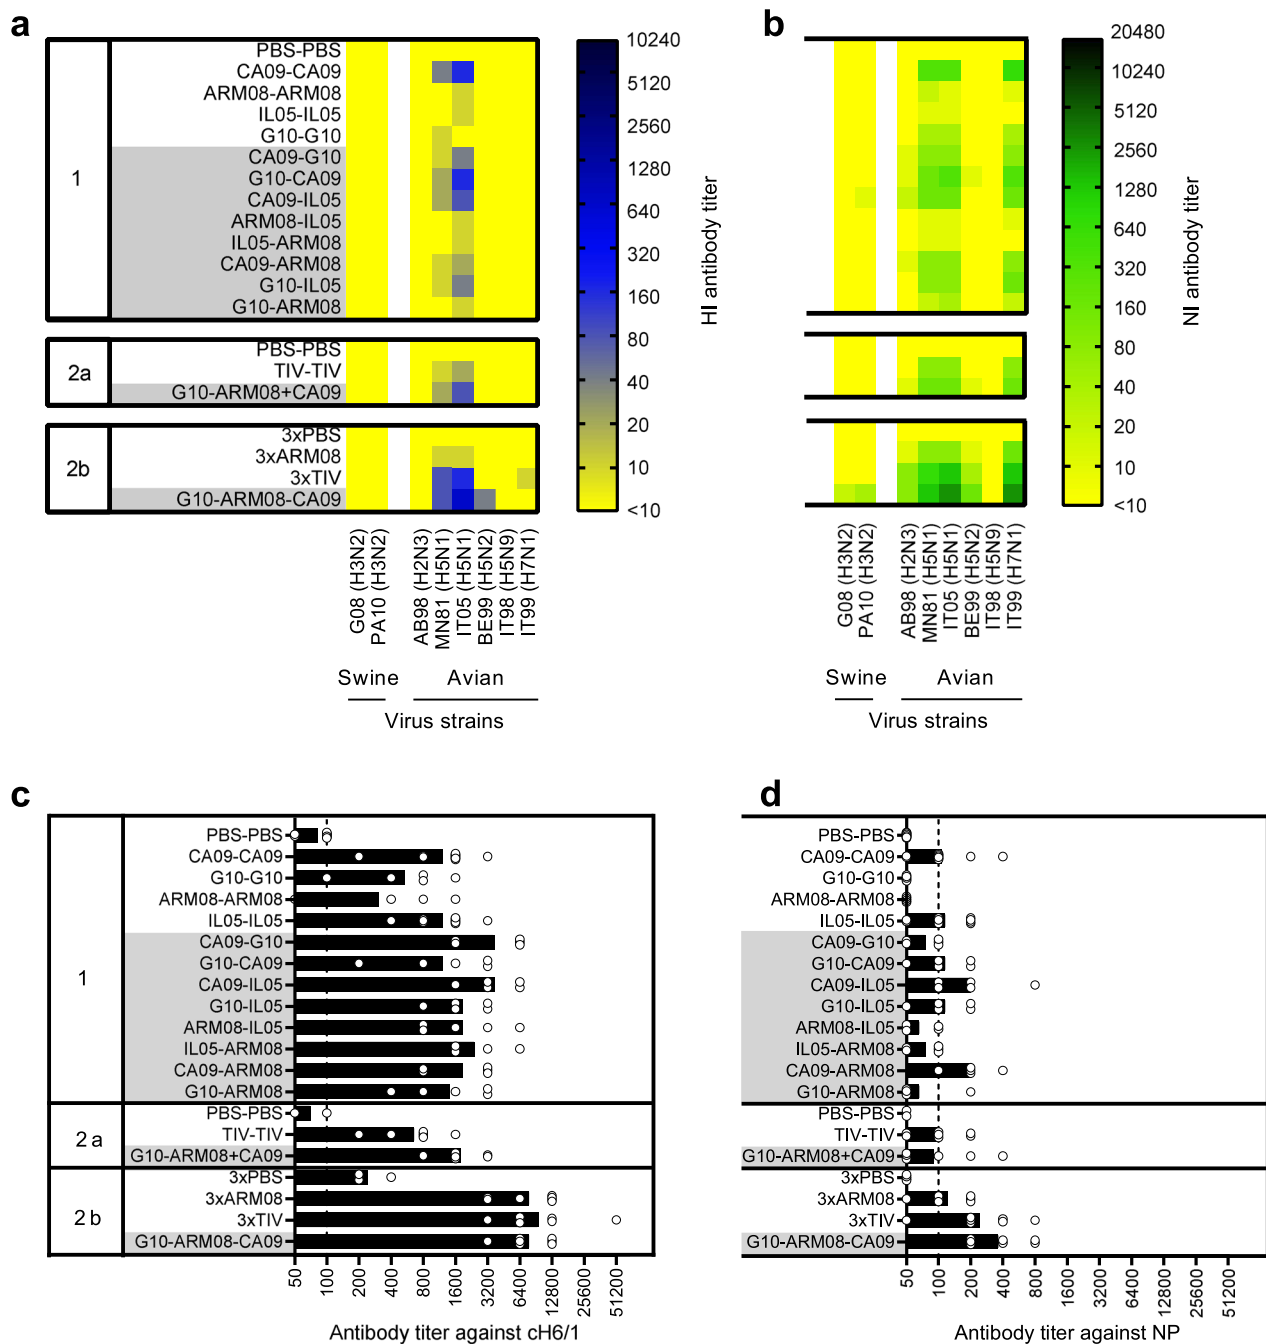 a
PBS-PBS
CA09-CA09
ARM08-ARM08
IL05-IL05
G10-G10
CA09-G10
G10-CA09
CA09-IL05
ARM08-IL05
IL05-ARM08
CA09-ARM08
G10-IL05
G10-ARM08
1
PBS-PBS
TIV-TIV
G10-ARM08+CA09
2a
3xPBS
3xARM08
3xTIV
G10-ARM08-CA09
2b
10240
5120
2560
1280
640
320
160
80
40
20
10
<10
HI antibody titer
G08 (H3N2)
PA10 (H3N2)
AB98 (H2N3)
MN81 (H5N1)
IT05 (H5N1)
BE99 (H5N2)
IT98 (H5N9)
IT99 (H7N1)
Swine
Avian
Virus strains
b
20480
10240
5120
2560
1280
640
320
160
80
40
20
10
<10
NI antibody titer
G08 (H3N2)
PA10 (H3N2)
AB98 (H2N3)
MN81 (H5N1)
IT05 (H5N1)
BE99 (H5N2)
IT98 (H5N9)
IT99 (H7N1)
Swine
Avian
Virus strains
c
PBS-PBS
CA09-CA09
G10-G10
ARM08-ARM08
IL05-IL05
CA09-G10
G10-CA09
CA09-IL05
G10-IL05
ARM08-IL05
IL05-ARM08
CA09-ARM08
G10-ARM08
1
PBS-PBS
TIV-TIV
G10-ARM08+CA09
2a
3xPBS
3xARM08
3xTIV
G10-ARM08-CA09
2b
50
100
200
400
800
1600
3200
6400
12800
25600
51200
Antibody titer against cH6/1
d
PBS-PBS
CA09-CA09
G10-G10
ARM08-ARM08
IL05-IL05
CA09-G10
G10-CA09
CA09-IL05
G10-IL05
ARM08-IL05
IL05-ARM08
CA09-ARM08
G10-ARM08
PBS-PBS
TIV-TIV
G10-ARM08+CA09
3xPBS
3xARM08
3xTIV
G10-ARM08-CA09
50
100
200
400
800
1600
3200
6400
12800
25600
51200
Antibody titer against NP